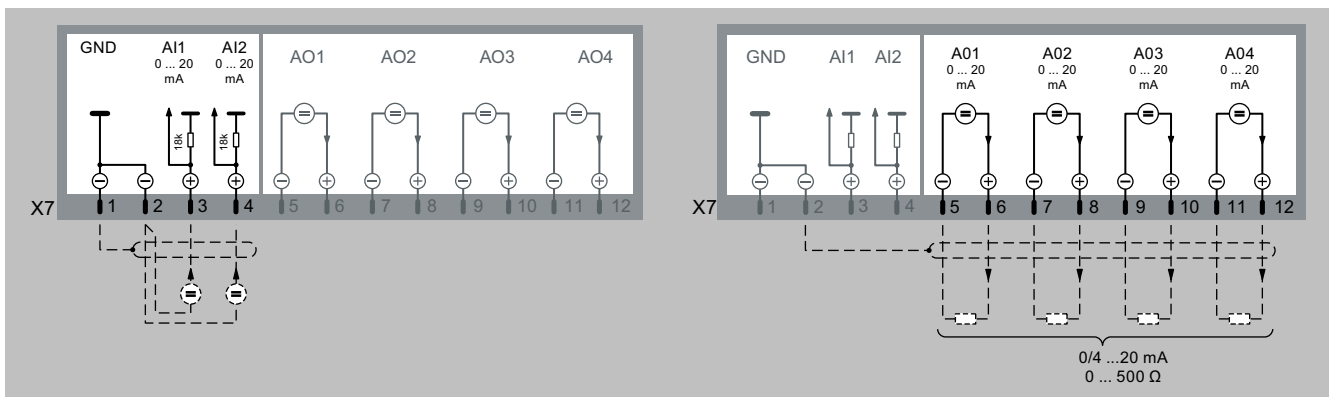 GND AI1 AI2 AO1 AO2 AO3 AO4
0 ... 20 0 ... 20
mA mA
18k 18k
X7 1 2 3 4 5 6 7 8 9 10 11 12
GND AI1 AI2 A01 A02 A03 A04
0 ... 20 0 ... 20 0 ... 20 0 ... 20
mA mA mA mA
X7 1 2 3 4 5 6 7 8 9 10 11 12
0/4 ...20 mA
0 ... 500 Ω